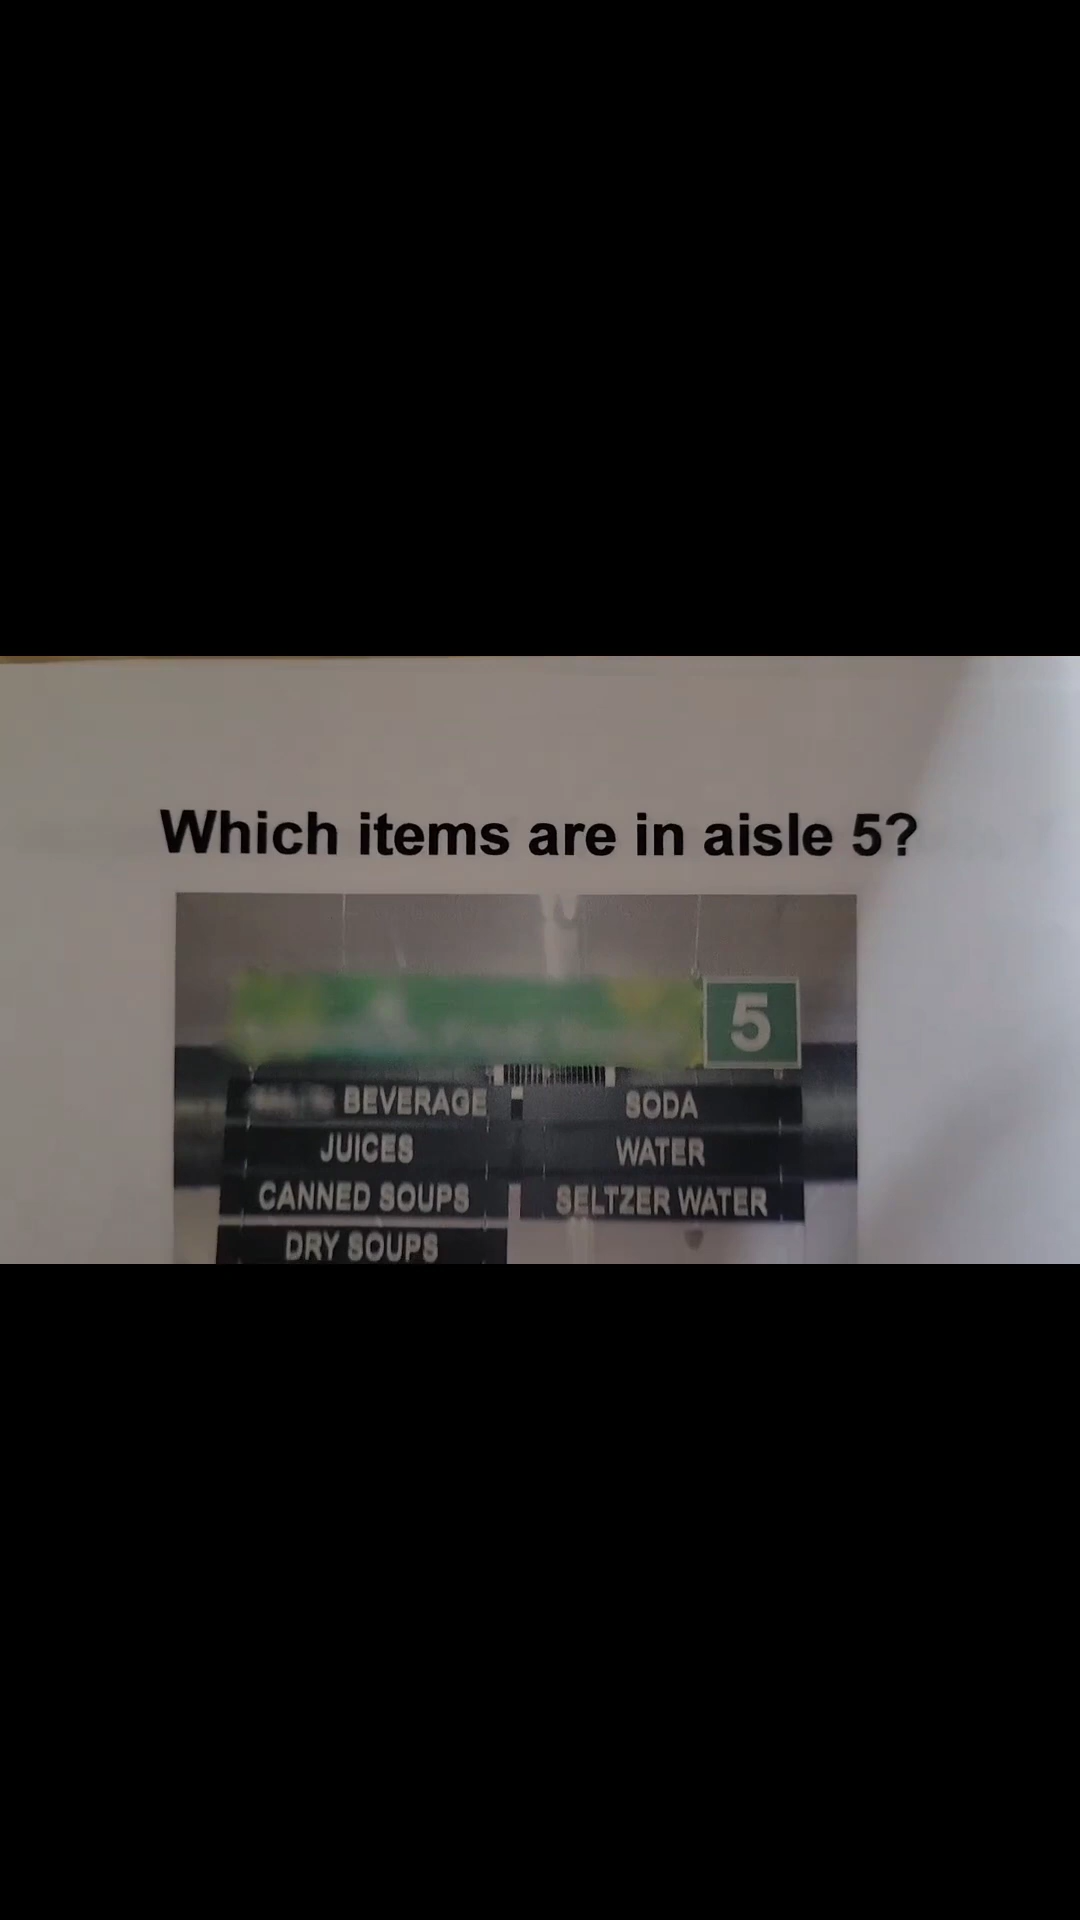 Which items are in aisle 5?
5
BEVERAGE
JUICES
CANNED SOUPS
DRY SOUPS
SODA
WATER
SELTZER WATER